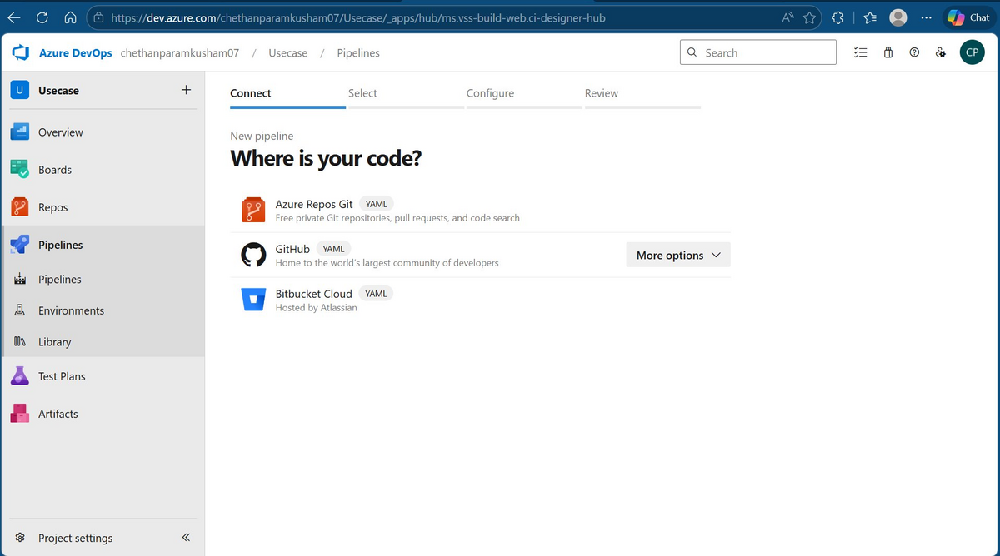 https://dev.azure.com/chethanparamkusham07/Usecase/_apps/hub/ms.vss-build-web.ci-designer-hub
Chat
Azure DevOps chethanparamkusham07 / Usecase / Pipelines
Search
CP
U Usecase
Overview
Boards
Repos
Pipelines
Pipelines
Environments
Library
Test Plans
Artifacts
Project settings
Connect Select Configure Review
New pipeline
Where is your code?
Azure Repos Git YAML
Free private Git repositories, pull requests, and code search
GitHub YAML
Home to the world's largest community of developers
More options
Bitbucket Cloud YAML
Hosted by Atlassian